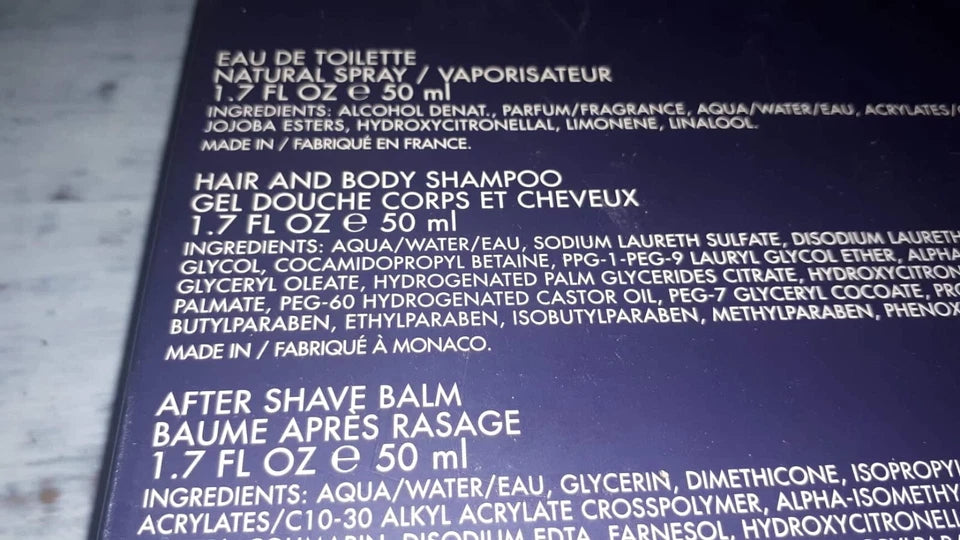 EAU DE TOILETTE
NATURAL SPRAY / VAPORISATEUR
1.7 FL OZ ℮ 50 ml
INGREDIENTS: ALCOHOL DENAT., PARFUM/FRAGRANCE, AQUA/WATER/EAU, ACRYLATES/
JOJOBA ESTERS, HYDROXYCITRONELLAL, LIMONENE, LINALOOL.
MADE IN / FABRIQUÉ EN FRANCE.
HAIR AND BODY SHAMPOO
GEL DOUCHE CORPS ET CHEVEUX
1.7 FL OZ ℮ 50 ml
INGREDIENTS: AQUA/WATER/EAU, SODIUM LAURETH SULFATE, DISODIUM LAURETH
GLYCOL, COCAMIDOPROPYL BETAINE, PPG-1-PEG-9 LAURYL GLYCOL ETHER, ALPHA
GLYCERYL OLEATE, HYDROGENATED PALM GLYCERIDES CITRATE, HYDROXYCITRON
PALMATE, PEG-60 HYDROGENATED CASTOR OIL, PEG-7 GLYCERYL COCOATE, PRO
BUTYLPARABEN, ETHYLPARABEN, ISOBUTYLPARABEN, METHYLPARABEN, PHENOX
MADE IN / FABRIQUÉ À MONACO.
AFTER SHAVE BALM
BAUME APRÉS RASAGE
1.7 FL OZ ℮ 50 ml
INGREDIENTS: AQUA/WATER/EAU, GLYCERIN, DIMETHICONE, ISOPROPYL
ACRYLATES/C10-30 ALKYL ACRYLATE CROSSPOLYMER, ALPHA-ISOMETHY
COUMARIN, DISODIUM EDTA, FARNESOL, HYDROXYCITRONELL